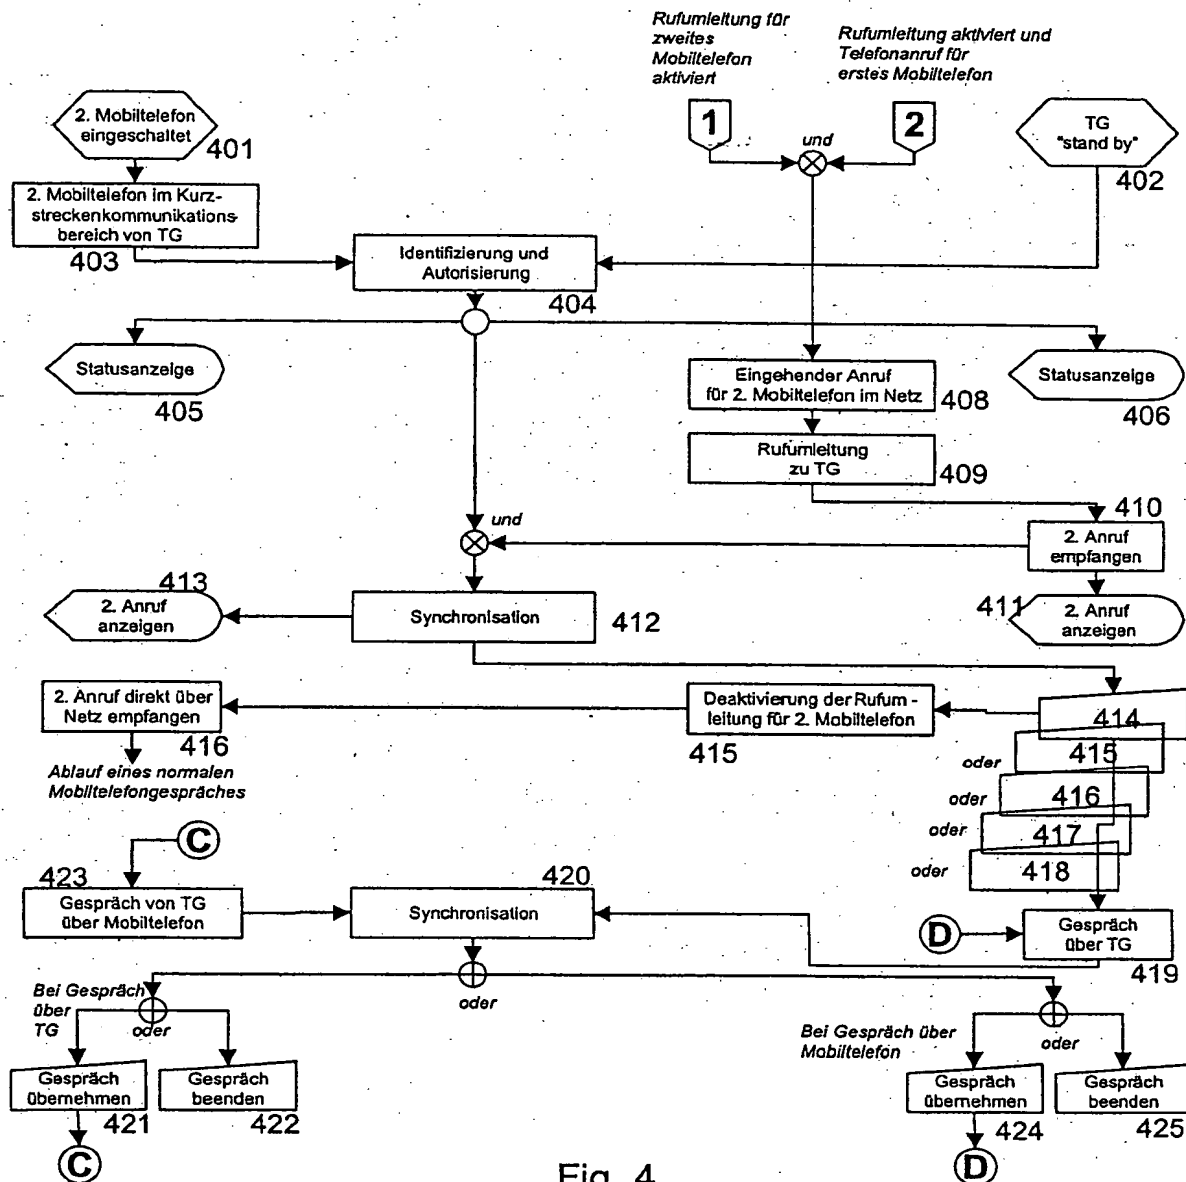 Rufumleitung für
zweites
Mobiltelefon
aktiviert
Rufumleitung aktiviert und
Telefonanruf für
erstes Mobiltelefon
2. Mobiltelefon
eingeschaltet
401
1
und
2
TG
"stand by"
402
2. Mobiltelefon im Kurz-
streckenkommunikations-
bereich von TG
403
Identifizierung und
Autorisierung
404
Statusanzeige
405
Eingehender Anruf
für 2. Mobiltelefon im Netz
408
Statusanzeige
406
Rufumleitung
zu TG
409
410
und
2. Anruf
empfangen
413
2. Anruf
anzeigen
Synchronisation
412
411
2. Anruf
anzeigen
2. Anruf direkt über
Netz empfangen
416
Deaktivierung der Rufum-
leitung für 2. Mobiltelefon
415
414
415
oder
416
oder
417
oder
418
oder
Ablauf eines normalen
Mobiltelefongespräches
C
423
Gespräch von TG
über Mobiltelefon
420
Synchronisation
D
Gespräch
über TG
419
oder
Bei Gespräch
über
TG
oder
Bei Gespräch über
Mobiltelefon
oder
Gespräch
übernehmen
421
Gespräch
beenden
422
Gespräch
übernehmen
424
Gespräch
beenden
425
C
D
Fig. 4